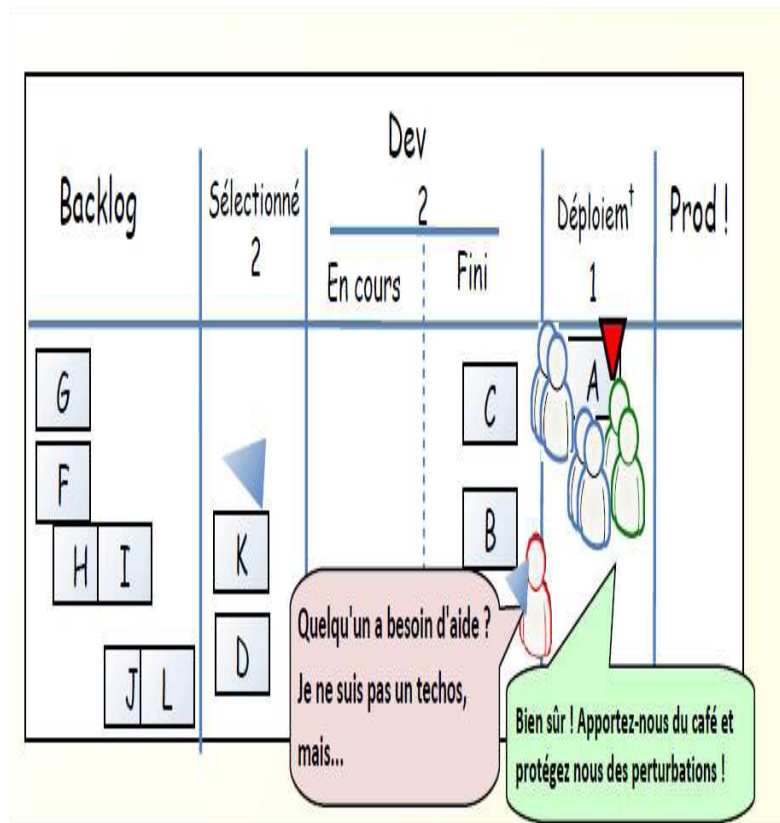 Backlog
Sélectionné
2
Dev
2
En cours
Fini
Déploiem^t
1
Prod !
G
F
H I
J L
K
D
C
B
A
Quelqu'un a besoin d'aide ?
Je ne suis pas un techos,
mais...
Bien sûr ! Apportez-nous du café et
protégez nous des perturbations !